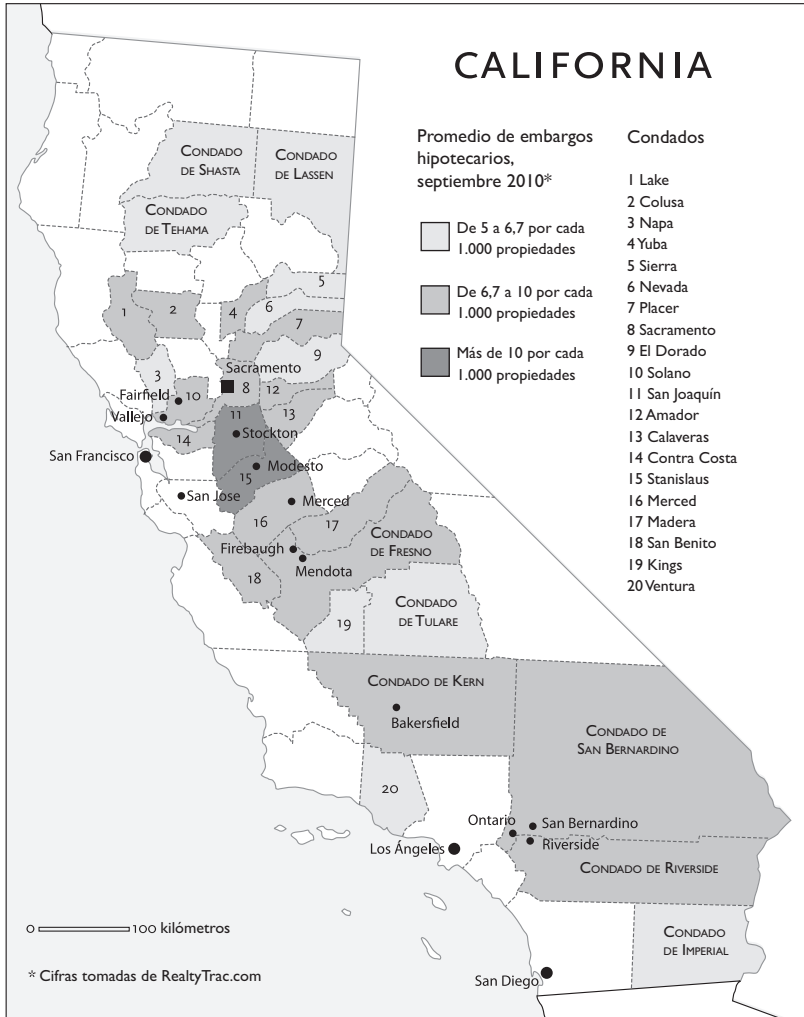 CALIFORNIA
Promedio de embargos
hipotecarios,
septiembre 2010*
De 5 a 6,7 por cada
1.000 propiedades
De 6,7 a 10 por cada
1.000 propiedades
Más de 10 por cada
1.000 propiedades
Condados
1 Lake
2 Colusa
3 Napa
4 Yuba
5 Sierra
6 Nevada
7 Placer
8 Sacramento
9 El Dorado
10 Solano
11 San Joaquín
12 Amador
13 Calaveras
14 Contra Costa
15 Stanislaus
16 Merced
17 Madera
18 San Benito
19 Kings
20 Ventura
Condado
de Shasta
Condado
de Lassen
Condado
de Tehama
5
1
2
4
6
7
3
9
Sacramento
Fairfield
10
8
12
Vallejo
11
13
14
Stockton
San Francisco
15
Modesto
San Jose
Merced
16
17
Condado
de Fresno
Firebaugh
Mendota
18
19
Condado
de Tulare
Condado de Kern
Bakersfield
Condado de
San Bernardino
20
Ontario
San Bernardino
Los Ángeles
Riverside
Condado de Riverside
Condado
de Imperial
San Diego
0
100 kilómetros
* Cifras tomadas de RealtyTrac.com